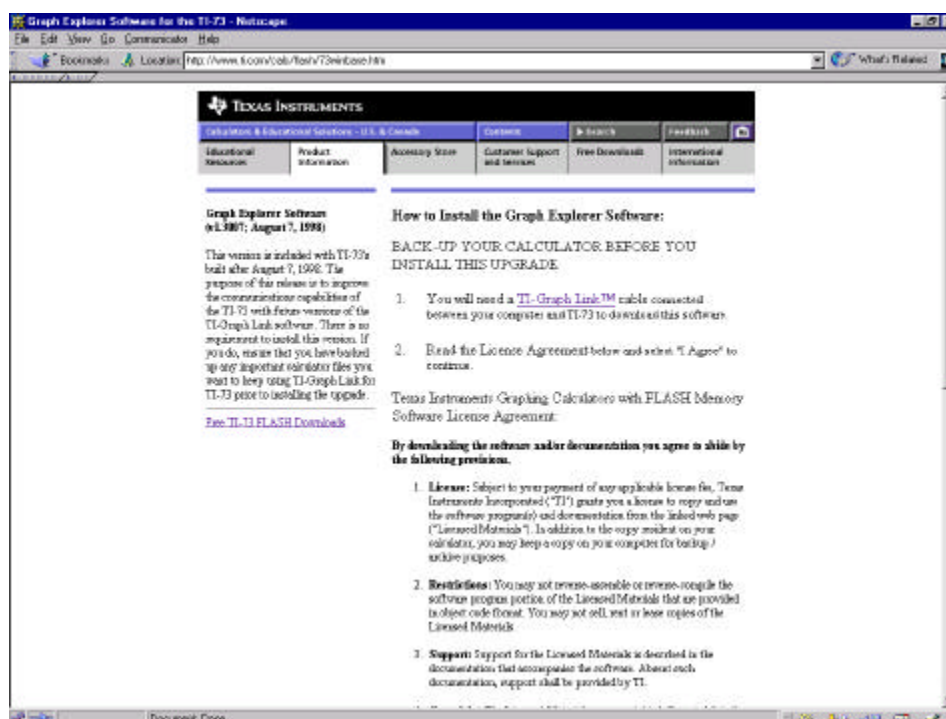 Graph Explorer Software for the TI-73 - Netscape
File Edit View Go Communicator Help
Bookmarks Location: http://www.ti.com/calc/flash/73winbase.htm What's Related
TEXAS INSTRUMENTS
Calculators & Educational Solutions - U.S. & Canada Contents Search Feedback
Educational Resources
Product Information
Accessory Store
Customer Support and Services
Free Downloads
International Information
Graph Explorer Software
(v1.3007; August 7, 1998)
This version is included with TI-73's
built after August 7, 1998. The
purpose of this release is to improve
the communications capabilities of
the TI-73 with future versions of the
TI-Graph Link software. There is no
requirement to install this version. If
you do, ensure that you have backed
up any important calculator files you
want to keep using TI-Graph Link for
TI-73 prior to installing the upgrade.
Free TI-73 FLASH Downloads
How to Install the Graph Explorer Software:
BACK-UP YOUR CALCULATOR BEFORE YOU
INSTALL THIS UPGRADE
1. You will need a TI-Graph Link™ cable connected
between your computer and TI-73 to download this software.
2. Read the License Agreement below and select "I Agree" to
continue.
Texas Instruments Graphing Calculators with FLASH Memory
Software License Agreement:
By downloading the software and/or documentation you agree to abide by
the following provisions.
1. License: Subject to your payment of any applicable license fee, Texas
Instruments Incorporated ("TI") grants you a license to copy and use
the software program(s) and documentation from the linked web page
("Licensed Materials"). In addition to the copy resident on your
calculator, you may keep a copy on your computer for backup /
archive purposes.
2. Restrictions: You may not reverse-assemble or reverse-compile the
software program portion of the Licensed Materials that are provided
in object code format. You may not sell, rent or lease copies of the
Licensed Materials.
3. Support: Support for the Licensed Materials is described in the
documentation that accompanies the software. Absent such
documentation, support shall be provided by TI.
Document: Done